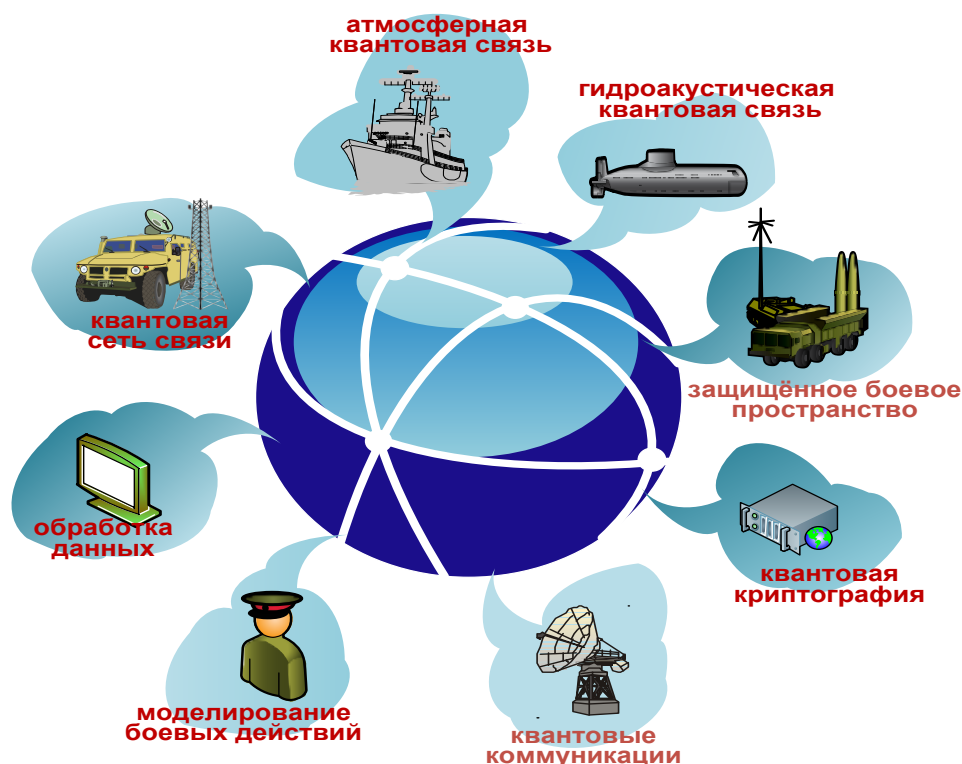 атмосферная
квантовая связь
гидроакустическая
квантовая связь
квантовая
сеть связи
защищённое боевое
пространство
обработка
данных
квантовая
криптография
моделирование
боевых действий
квантовые
коммуникации